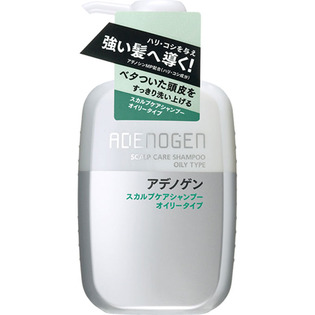 ハリ・コシを与え
強い髪へ導く!
アデノシンMP配合(ハリ・コシ成分)
ベタついた頭皮を
すっきり洗い上げる
スカルプケアシャンプー
オイリータイプ
ADENOGEN
SCALP CARE SHAMPOO
OILY TYPE
アデノゲン
スカルプケアシャンプー
オイリータイプ